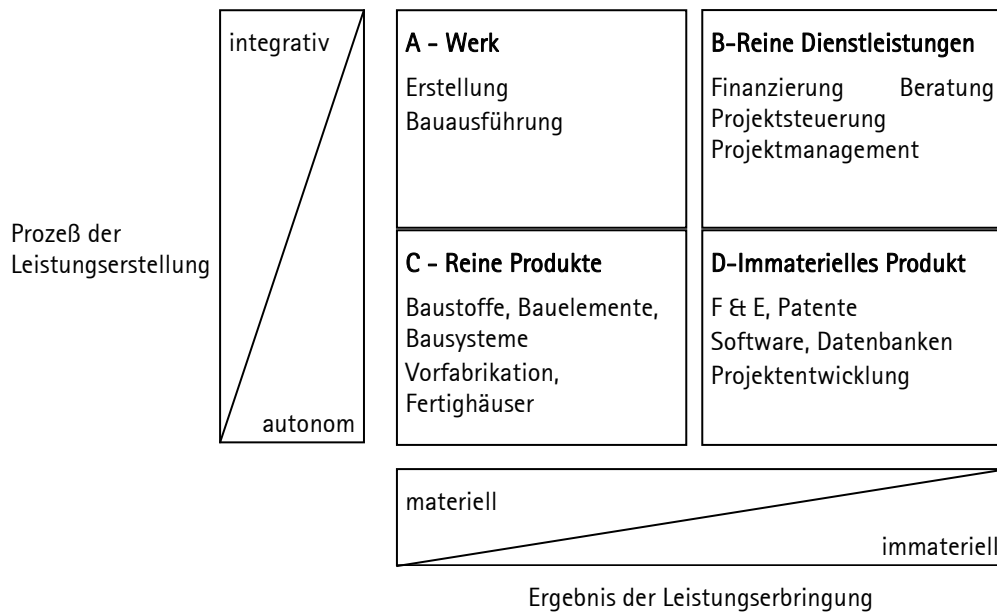 integrativ
A - Werk
Erstellung
Bauausführung
B-Reine Dienstleistungen
Finanzierung Beratung
Projektsteuerung
Projektmanagement
Prozeß der
Leistungserstellung
C - Reine Produkte
Baustoffe, Bauelemente,
Bausysteme
Vorfabrikation,
Fertighäuser
D-Immaterielles Produkt
F & E, Patente
Software, Datenbanken
Projektentwicklung
autonom
materiell
immateriell
Ergebnis der Leistungserbringung